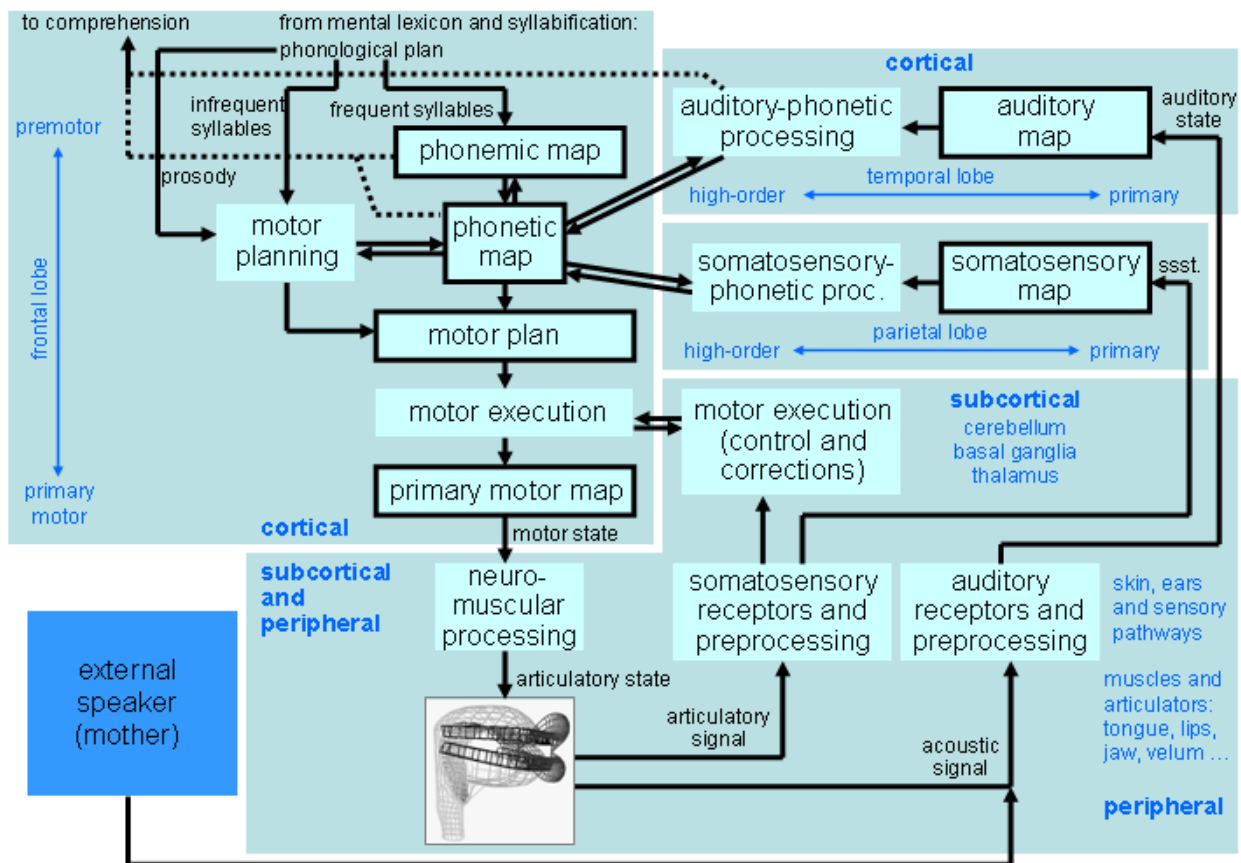 to comprehension
from mental lexicon and syllabification:
phonological plan
cortical
infrequent
syllables
frequent syllables
auditory-phonetic
processing
auditory
map
auditory
state
premotor
phonemic map
prosody
temporal lobe
high-order
primary
motor
planning
phonetic
map
somatosensory-
phonetic proc.
somatosensory
map
ssst.
frontal lobe
motor plan
parietal lobe
high-order
primary
motor execution
motor execution
(control and
corrections)
subcortical
cerebellum
basal ganglia
thalamus
primary
motor
primary motor map
cortical
motor state
subcortical
and
peripheral
neuro-
muscular
processing
somatosensory
receptors and
preprocessing
auditory
receptors and
preprocessing
skin, ears
and sensory
pathways
external
speaker
(mother)
articulatory state
articulatory
signal
acoustic
signal
muscles and
articulators:
tongue, lips,
jaw, velum ...
peripheral